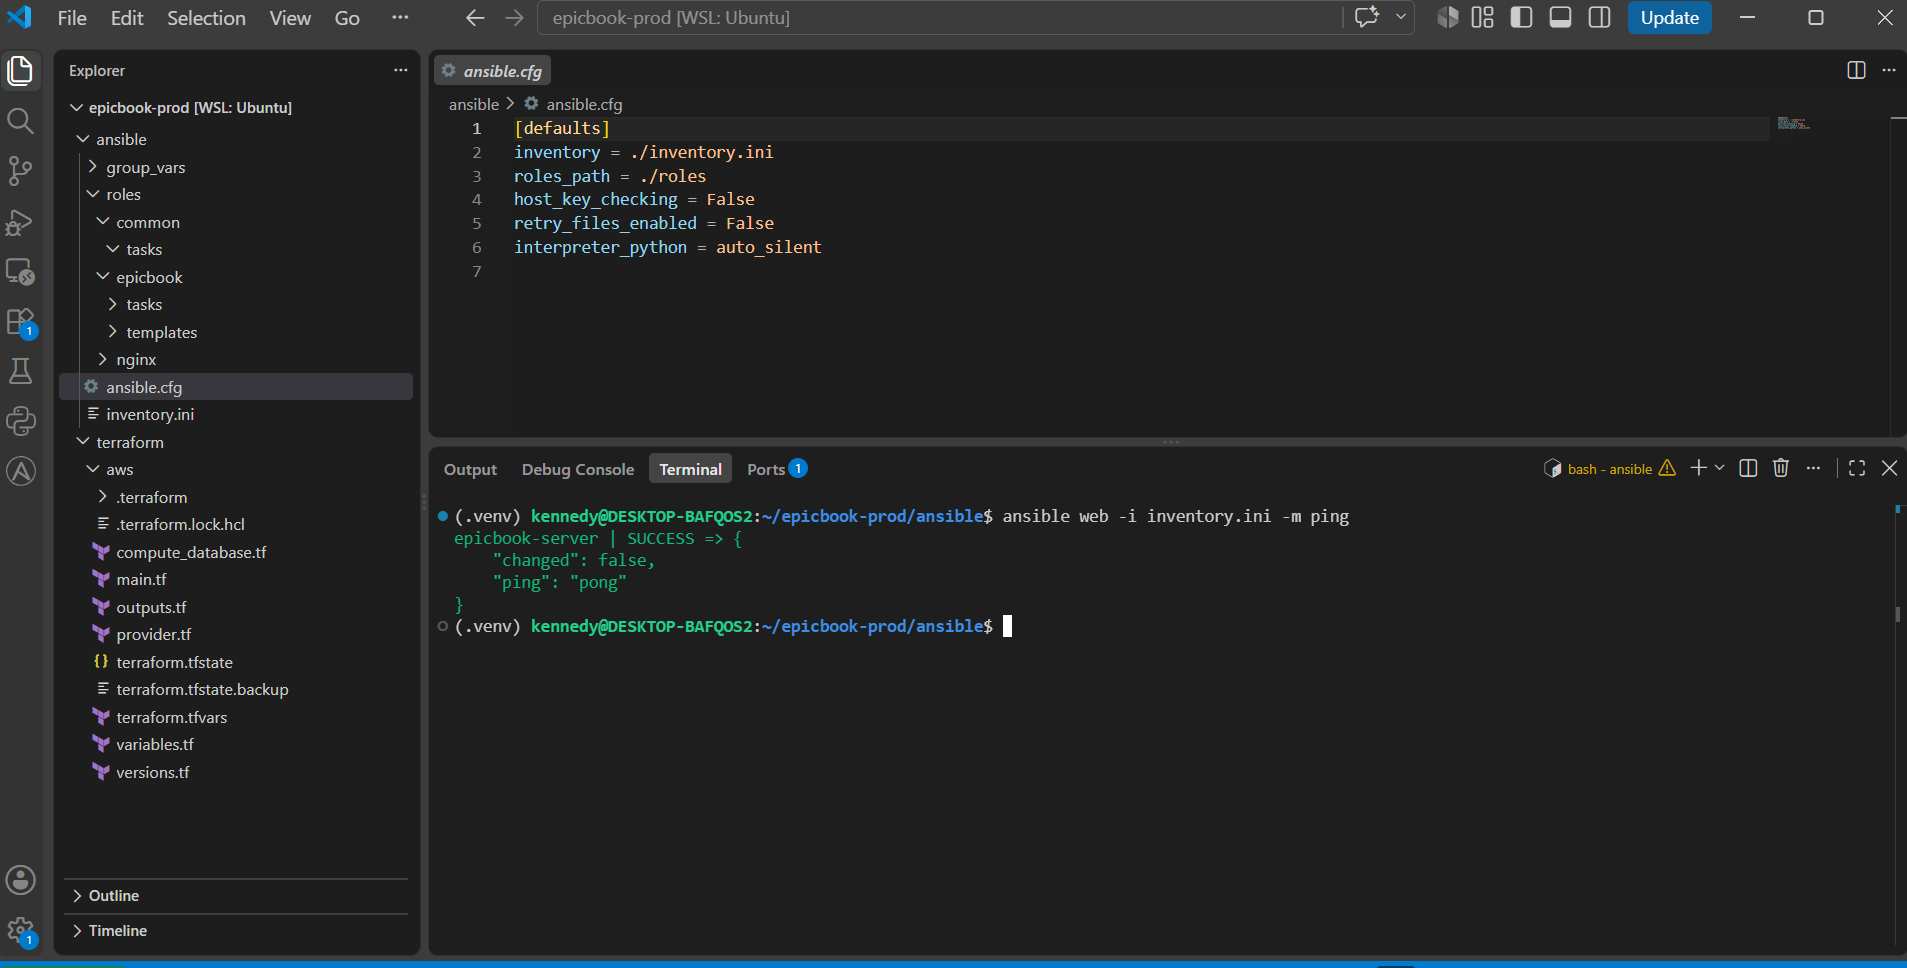 File Edit Selection View Go ···
epicbook-prod [WSL: Ubuntu]
Update
Explorer ···
epicbook-prod [WSL: Ubuntu]
ansible
group_vars
roles
common
tasks
epicbook
tasks
templates
nginx
ansible.cfg
inventory.ini
terraform
aws
.terraform
.terraform.lock.hcl
compute_database.tf
main.tf
outputs.tf
provider.tf
terraform.tfstate
terraform.tfstate.backup
terraform.tfvars
variables.tf
versions.tf
Outline
Timeline
1
1
ansible.cfg
ansible > ansible.cfg
1 [defaults]
2 inventory = ./inventory.ini
3 roles_path = ./roles
4 host_key_checking = False
5 retry_files_enabled = False
6 interpreter_python = auto_silent
7
Output Debug Console Terminal Ports 1
bash - ansible
(.venv) kennedy@DESKTOP-BAFQOS2:~/epicbook-prod/ansible$ ansible web -i inventory.ini -m ping
epicbook-server | SUCCESS => {
"changed": false,
"ping": "pong"
}
(.venv) kennedy@DESKTOP-BAFQOS2:~/epicbook-prod/ansible$